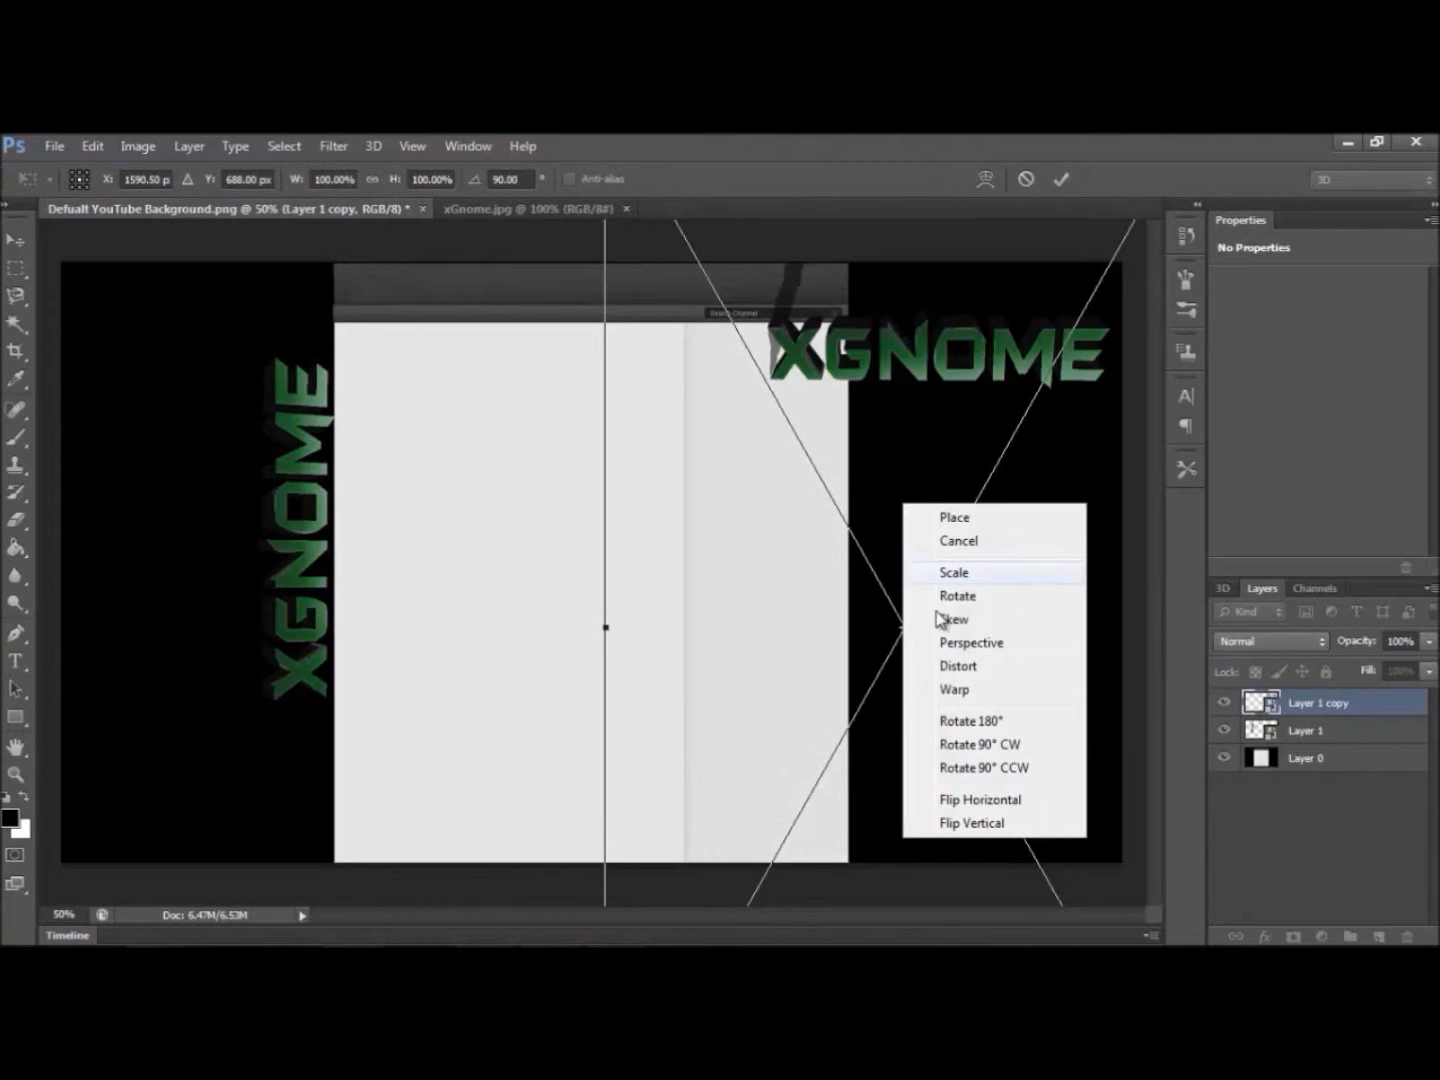 Ps File Edit Image Layer Type Select Filter 3D View Window Help
X: 1590.50 p Y: 688.00 px W: 100.00% H: 100.00% 90.00 ° Anti-alias 3D
Defualt YouTube Background.png @ 50% (Layer 1 copy, RGB/8) * × xGnome.jpg @ 100% (RGB/8#) ×
Properties
No Properties
Search Channel
XGNOME
XGNOME
Place
Cancel
Scale
Rotate
Skew
Perspective
Distort
Warp
Rotate 180°
Rotate 90° CW
Rotate 90° CCW
Flip Horizontal
Flip Vertical
3D Layers Channels
Kind
Normal Opacity: 100%
Lock: Fill: 100%
Layer 1 copy
Layer 1
Layer 0
50% Doc: 6.47M/6.53M
Timeline